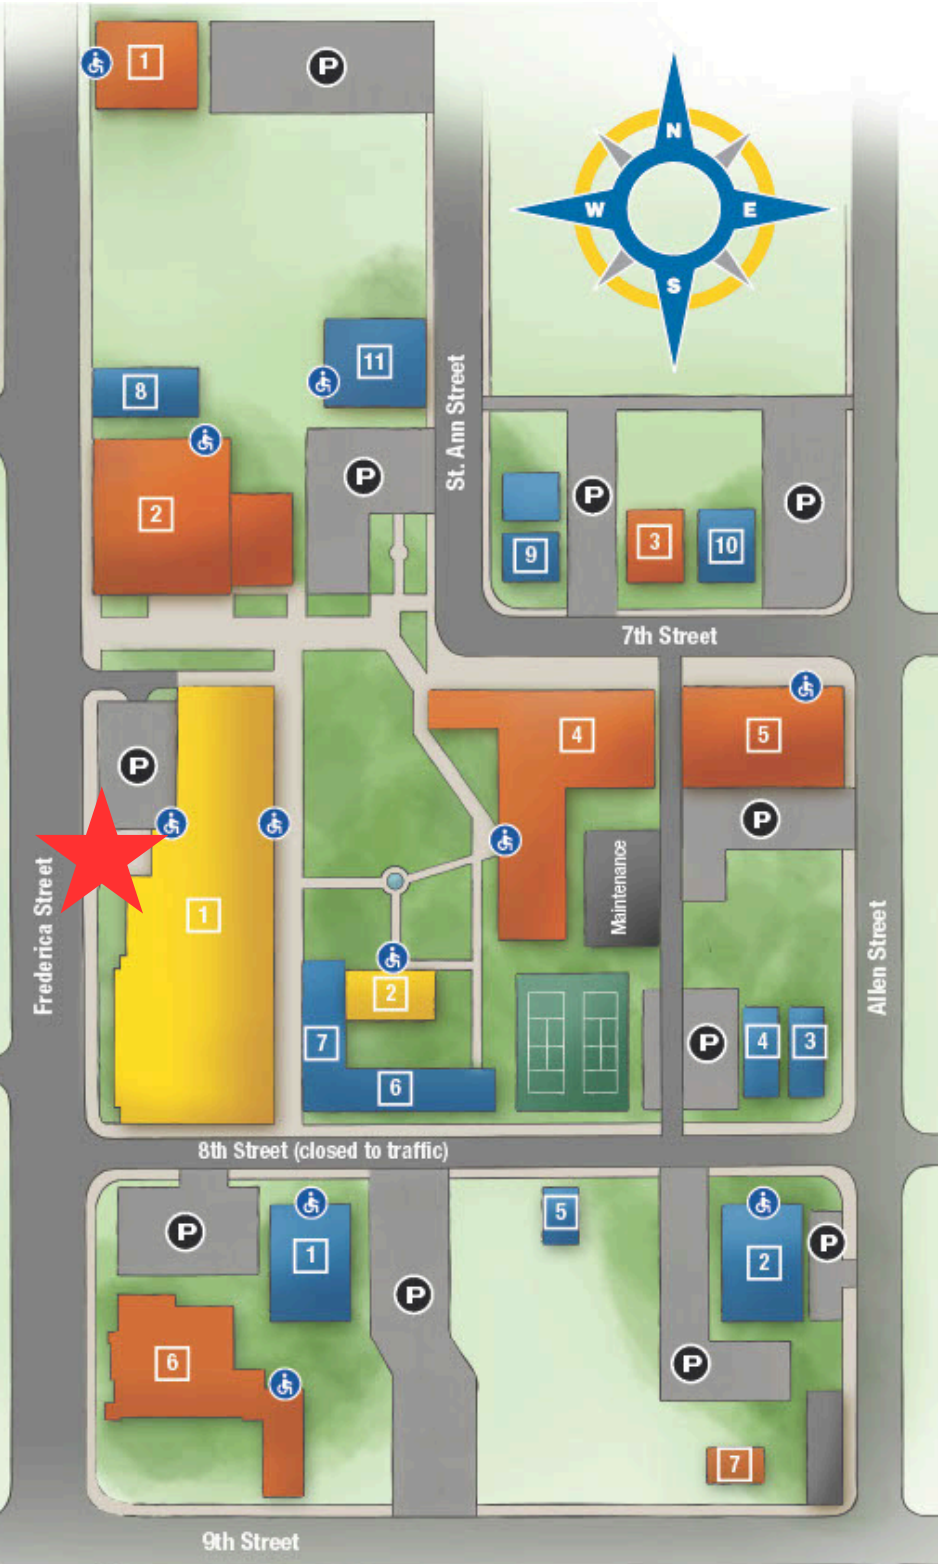 1
P
N
W
E
S
11
8
St. Ann Street
P
2
P
3
10
P
9
7th Street
4
5
P
P
Maintenance
Frederica Street
1
Allen Street
2
7
P
4
3
6
8th Street (closed to traffic)
5
P
1
2
P
P
6
P
7
9th Street